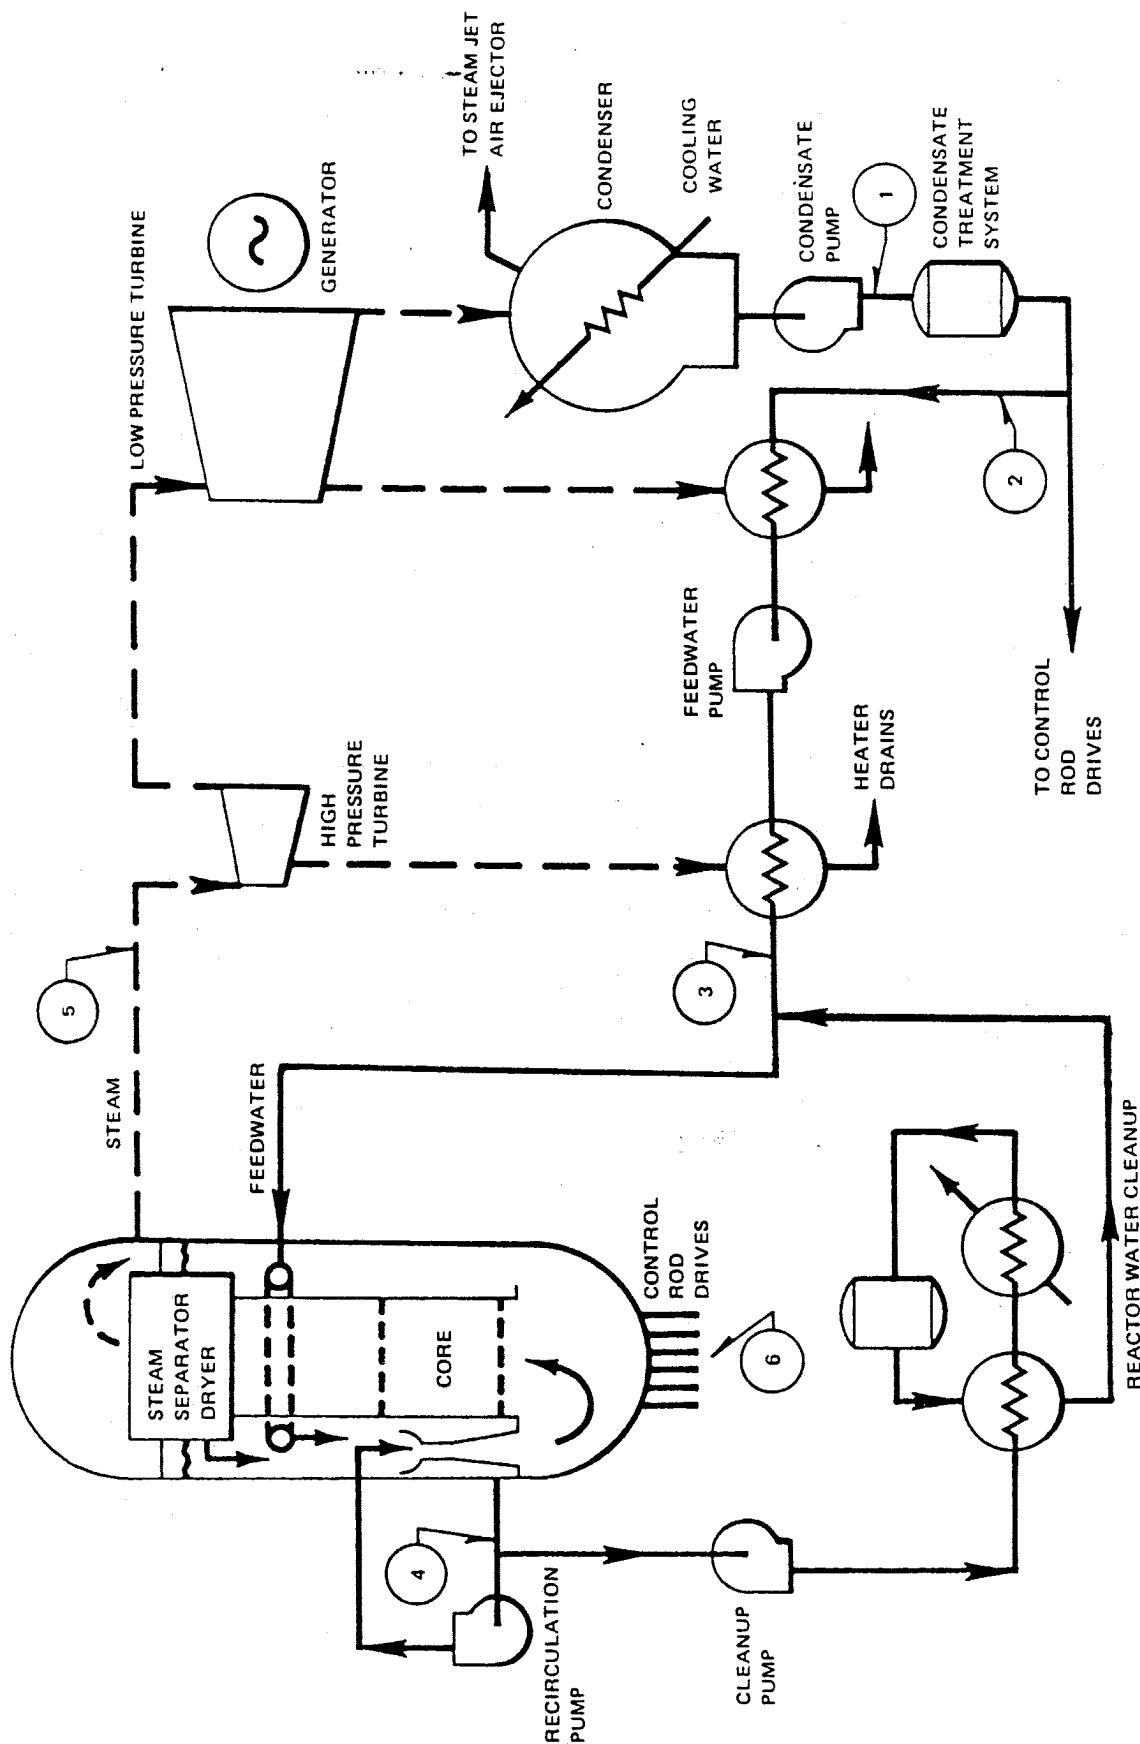 STEAM
5
LOW PRESSURE TURBINE
HIGH
PRESSURE
TURBINE
GENERATOR
TO STEAM JET
AIR EJECTOR
STEAM
SEPARATOR
DRYER
FEEDWATER
CORE
CONTROL
ROD
DRIVES
6
4
RECIRCULATION
PUMP
CLEANUP
PUMP
3
FEEDWATER
PUMP
HEATER
DRAINS
CONDENSER
COOLING
WATER
CONDENSATE
PUMP
1
CONDENSATE
TREATMENT
SYSTEM
2
TO CONTROL
ROD
DRIVES
REACTOR WATER CLEANUP